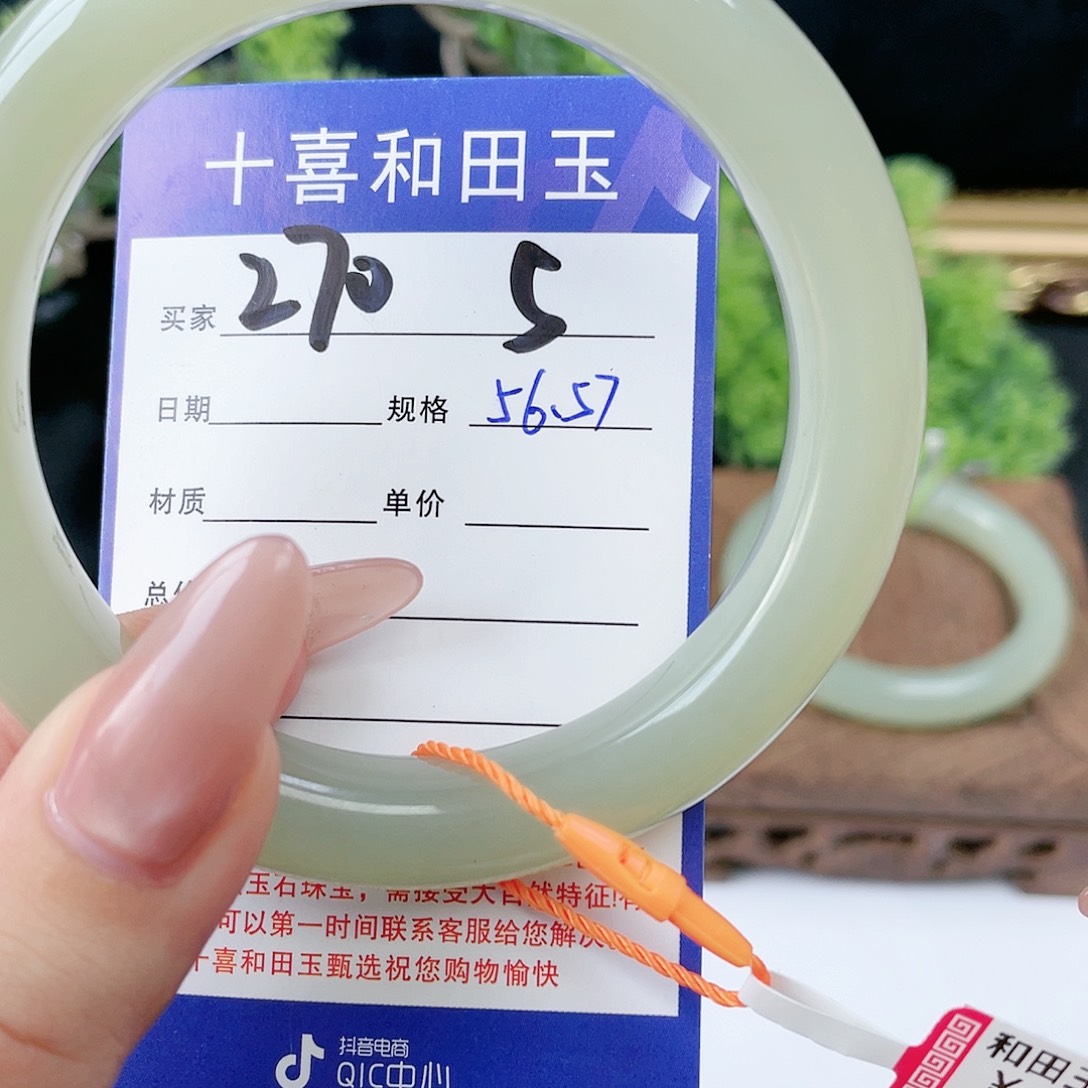 十喜和田玉
买家 270 5
日期 规格 56.57
材质 单价
总
玉石珠宝，需接受大自然特征!
可以第一时间联系客服给您解决
十喜和田玉甄选祝您购物愉快
抖音电商
QIC中心
和田